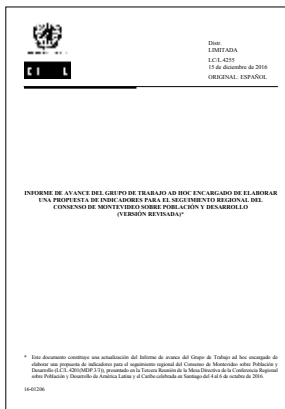 Distr.
LIMITADA
LC/L.4255
15 de diciembre de 2016
ORIGINAL: ESPAÑOL
INFORME DE AVANCE DEL GRUPO DE TRABAJO AD HOC ENCARGADO DE ELABORAR
UNA PROPUESTA DE INDICADORES PARA EL SEGUIMIENTO REGIONAL DEL
CONSENSO DE MONTEVIDEO SOBRE POBLACIÓN Y DESARROLLO
(VERSIÓN REVISADA)*
* Este documento constituye una actualización del Informe de avance del Grupo de Trabajo ad hoc encargado de
elaborar una propuesta de indicadores para el seguimiento regional del Consenso de Montevideo sobre Población y
Desarrollo (LC/L.4201(MDP.3/3)), presentado en la Tercera Reunión de la Mesa Directiva de la Conferencia Regional
sobre Población y Desarrollo de América Latina y el Caribe celebrada en Santiago del 4 al 6 de octubre de 2016.
16-01206